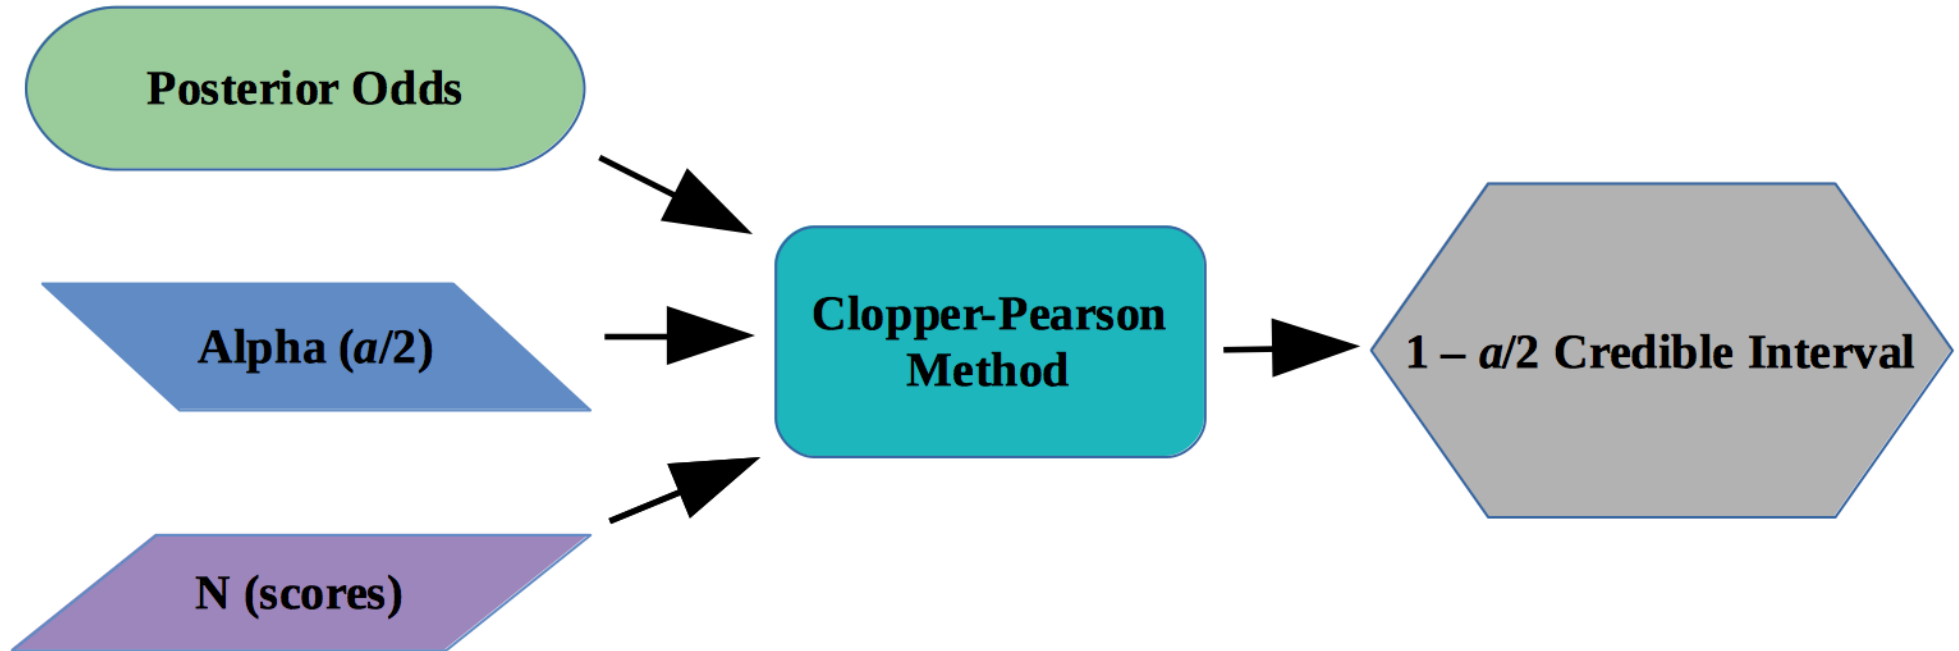 Posterior Odds
Alpha (a/2)
N (scores)
Clopper-Pearson
Method
1 – a/2 Credible Interval